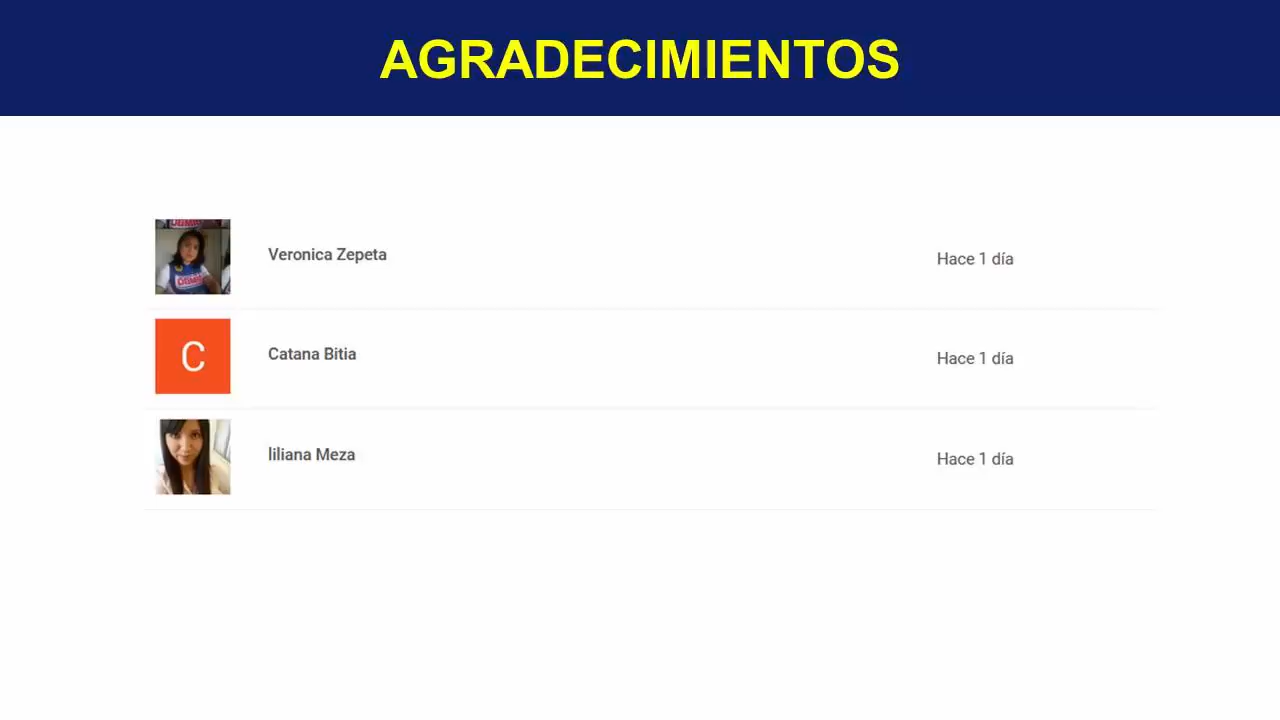 AGRADECIMIENTOS
Veronica Zepeta
Hace 1 día
C
Catana Bitia
Hace 1 día
liliana Meza
Hace 1 día